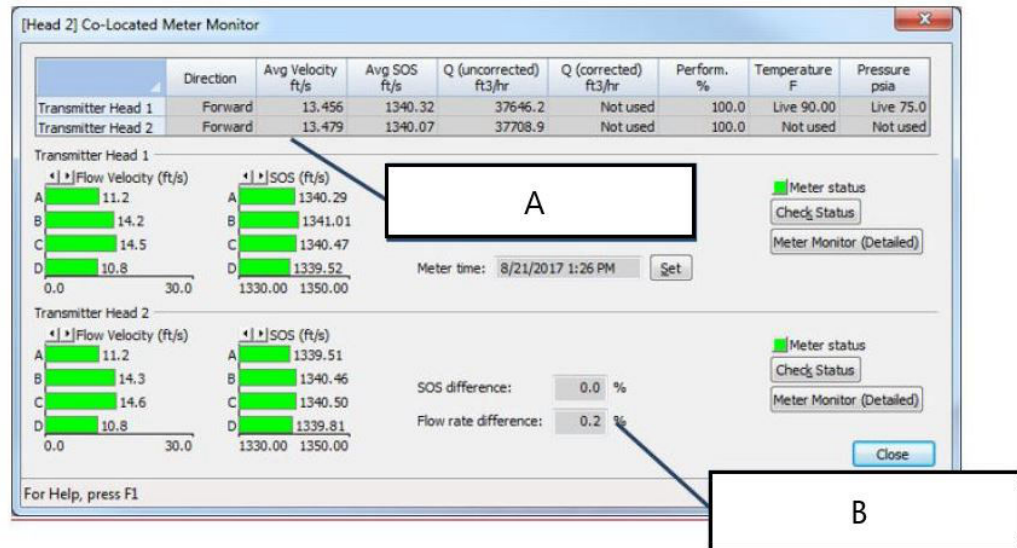 [Head 2] Co-Located Meter Monitor
Direction Avg Velocity ft/s Avg SOS ft/s Q (uncorrected) ft3/hr Q (corrected) ft3/hr Perform. % Temperature F Pressure psia
Transmitter Head 1 Forward 13.456 1340.32 37646.2 Not used 100.0 Live 90.00 Live 75.0
Transmitter Head 2 Forward 13.479 1340.07 37708.9 Not used 100.0 Not used Not used
Transmitter Head 1
Flow Velocity (ft/s) SOS (ft/s)
A 11.2 A 1340.29
B 14.2 B 1341.01
C 14.5 C 1340.47
D 10.8 D 1339.52
0.0 30.0 1330.00 1350.00
A
Meter time: 8/21/2017 1:26 PM Set
Meter status
Check Status
Meter Monitor (Detailed)
Transmitter Head 2
Flow Velocity (ft/s) SOS (ft/s)
A 11.2 A 1339.51
B 14.3 B 1340.46
C 14.6 C 1340.50
D 10.8 D 1339.81
0.0 30.0 1330.00 1350.00
SOS difference: 0.0 %
Flow rate difference: 0.2 %
Meter status
Check Status
Meter Monitor (Detailed)
Close
For Help, press F1
B